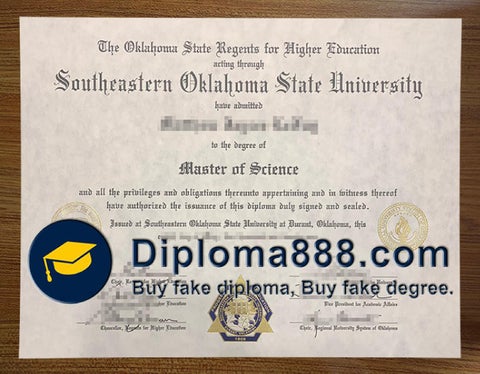 The Oklahoma State Regents for Higher Education
acting through
Southeastern Oklahoma State University
have admitted
to the degree of
Master of Science
and all the privileges and obligations thereunto appertaining and in witness thereof
have authorized the issuance of this diploma duly signed and sealed.
Issued at Southeastern Oklahoma State University at Durant, Oklahoma, this
Diploma888.com
Buy fake diploma, Buy fake degree.
Higher Education
Vice President for Academic Affairs
Chancellor, Regents for Higher Education
Chair, Regional University System of Oklahoma
1909